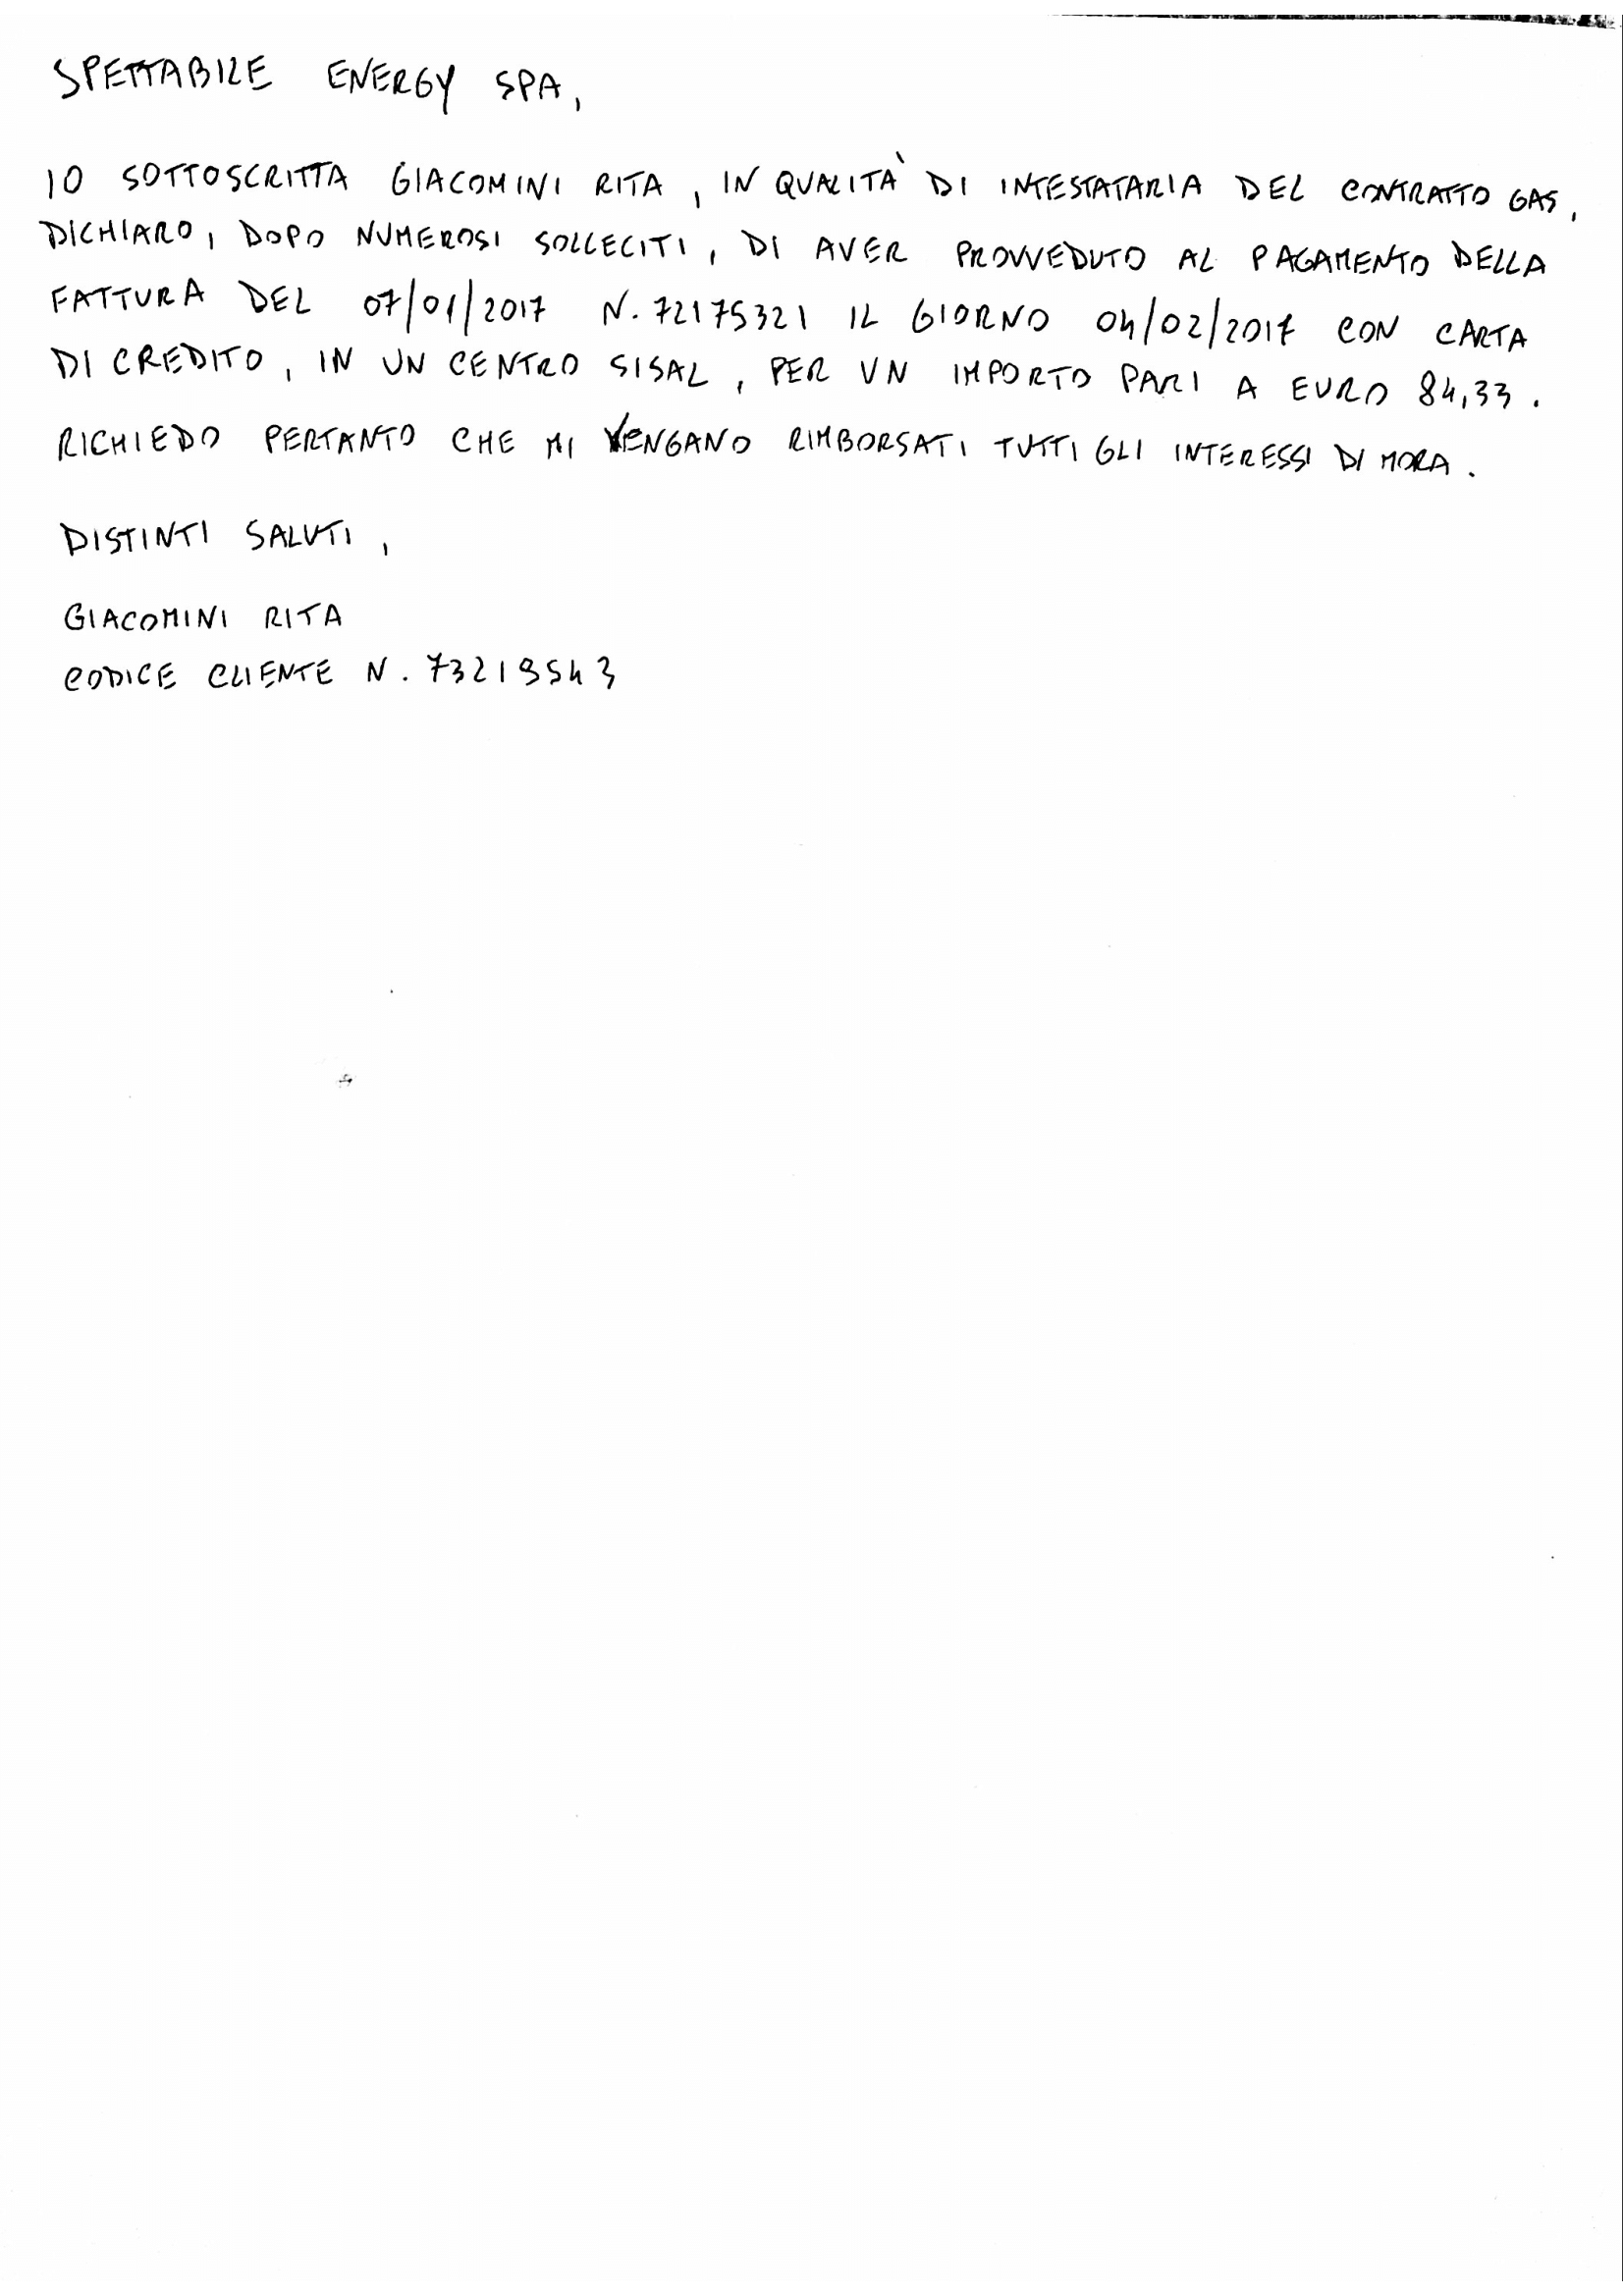 SPETTABILE ENERGY SPA,
IO SOTTOSCRITTA GIACOMINI RITA, IN QUALITÀ DI INTESTATARIA DEL CONTRATTO GAS,
DICHIARO, DOPO NUMEROSI SOLLECITI, DI AVER PROVVEDUTO AL PAGAMENTO DELLA
FATTURA DEL 07/01/2017 N. 72175321 IL GIORNO 04/02/2017 CON CARTA
DI CREDITO, IN UN CENTRO SISAL, PER UN IMPORTO PARI A EURO 84,33.
RICHIEDO PERTANTO CHE MI VENGANO RIMBORSATI TUTTI GLI INTERESSI DI MORA.
DISTINTI SALUTI,
GIACOMINI RITA
CODICE CLIENTE N. 73219543